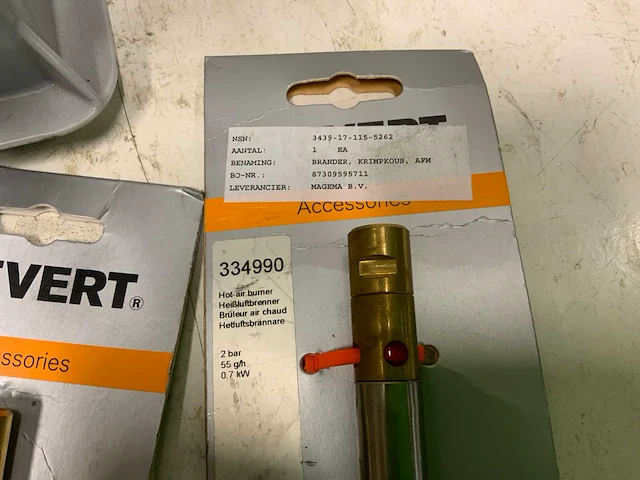 NSN: 3439-17-115-5262
AANTAL: 1 EA
BENAMING: BRANDER, KRIMPKOUS, AFM
BO-NR.: 87309595711
LEVERANCIER: MAGEMA B.V.
Accessories
334990
Hot-air burner
Heißluftbrenner
Brûleur air chaud
Hetluftsbrännare
2 bar
55 g/h
0,7 kW
VERT®
ssories